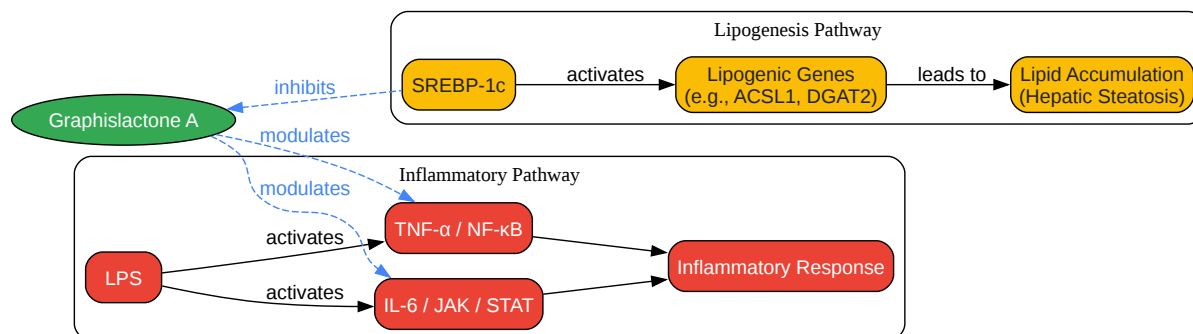 Lipogenesis Pathway
SREBP-1c
activates
Lipogenic Genes
(e.g., ACSL1, DGAT2)
leads to
Lipid Accumulation
(Hepatic Steatosis)
inhibits
Graphislactone A
modulates
modulates
Inflammatory Pathway
TNF-α / NF-κB
activates
LPS
activates
IL-6 / JAK / STAT
Inflammatory Response